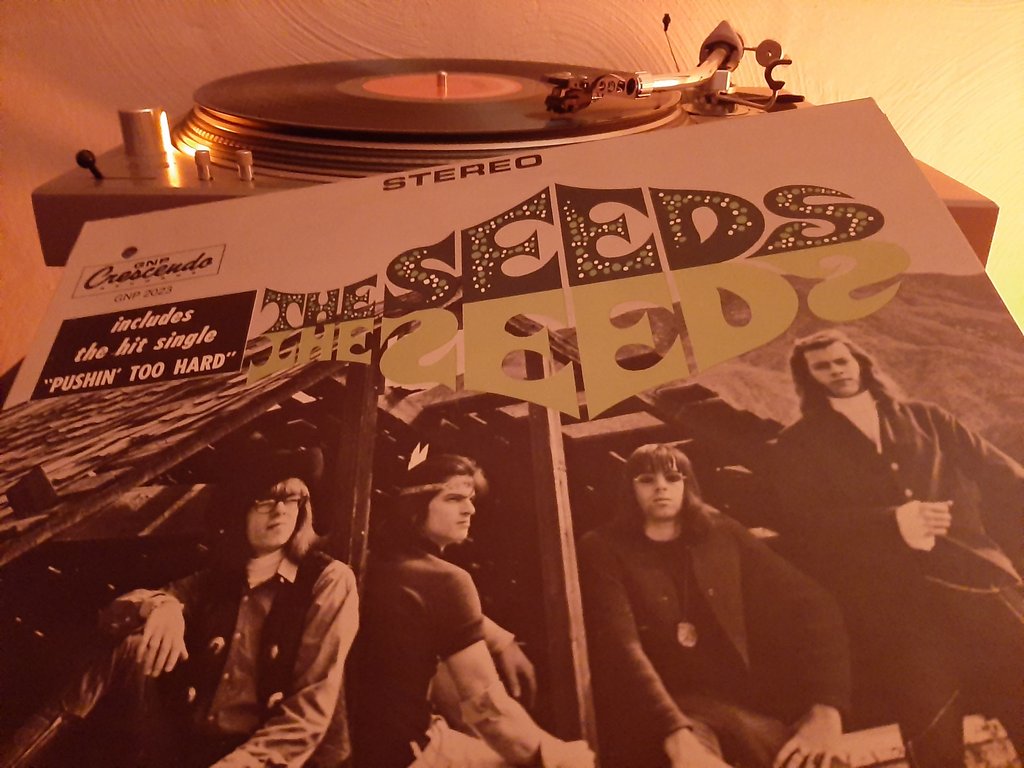 STEREO
THE SEEDS
THE SEEDS
GNP
Crescendo
GNP 2023
includes
the hit single
"PUSHIN' TOO HARD"